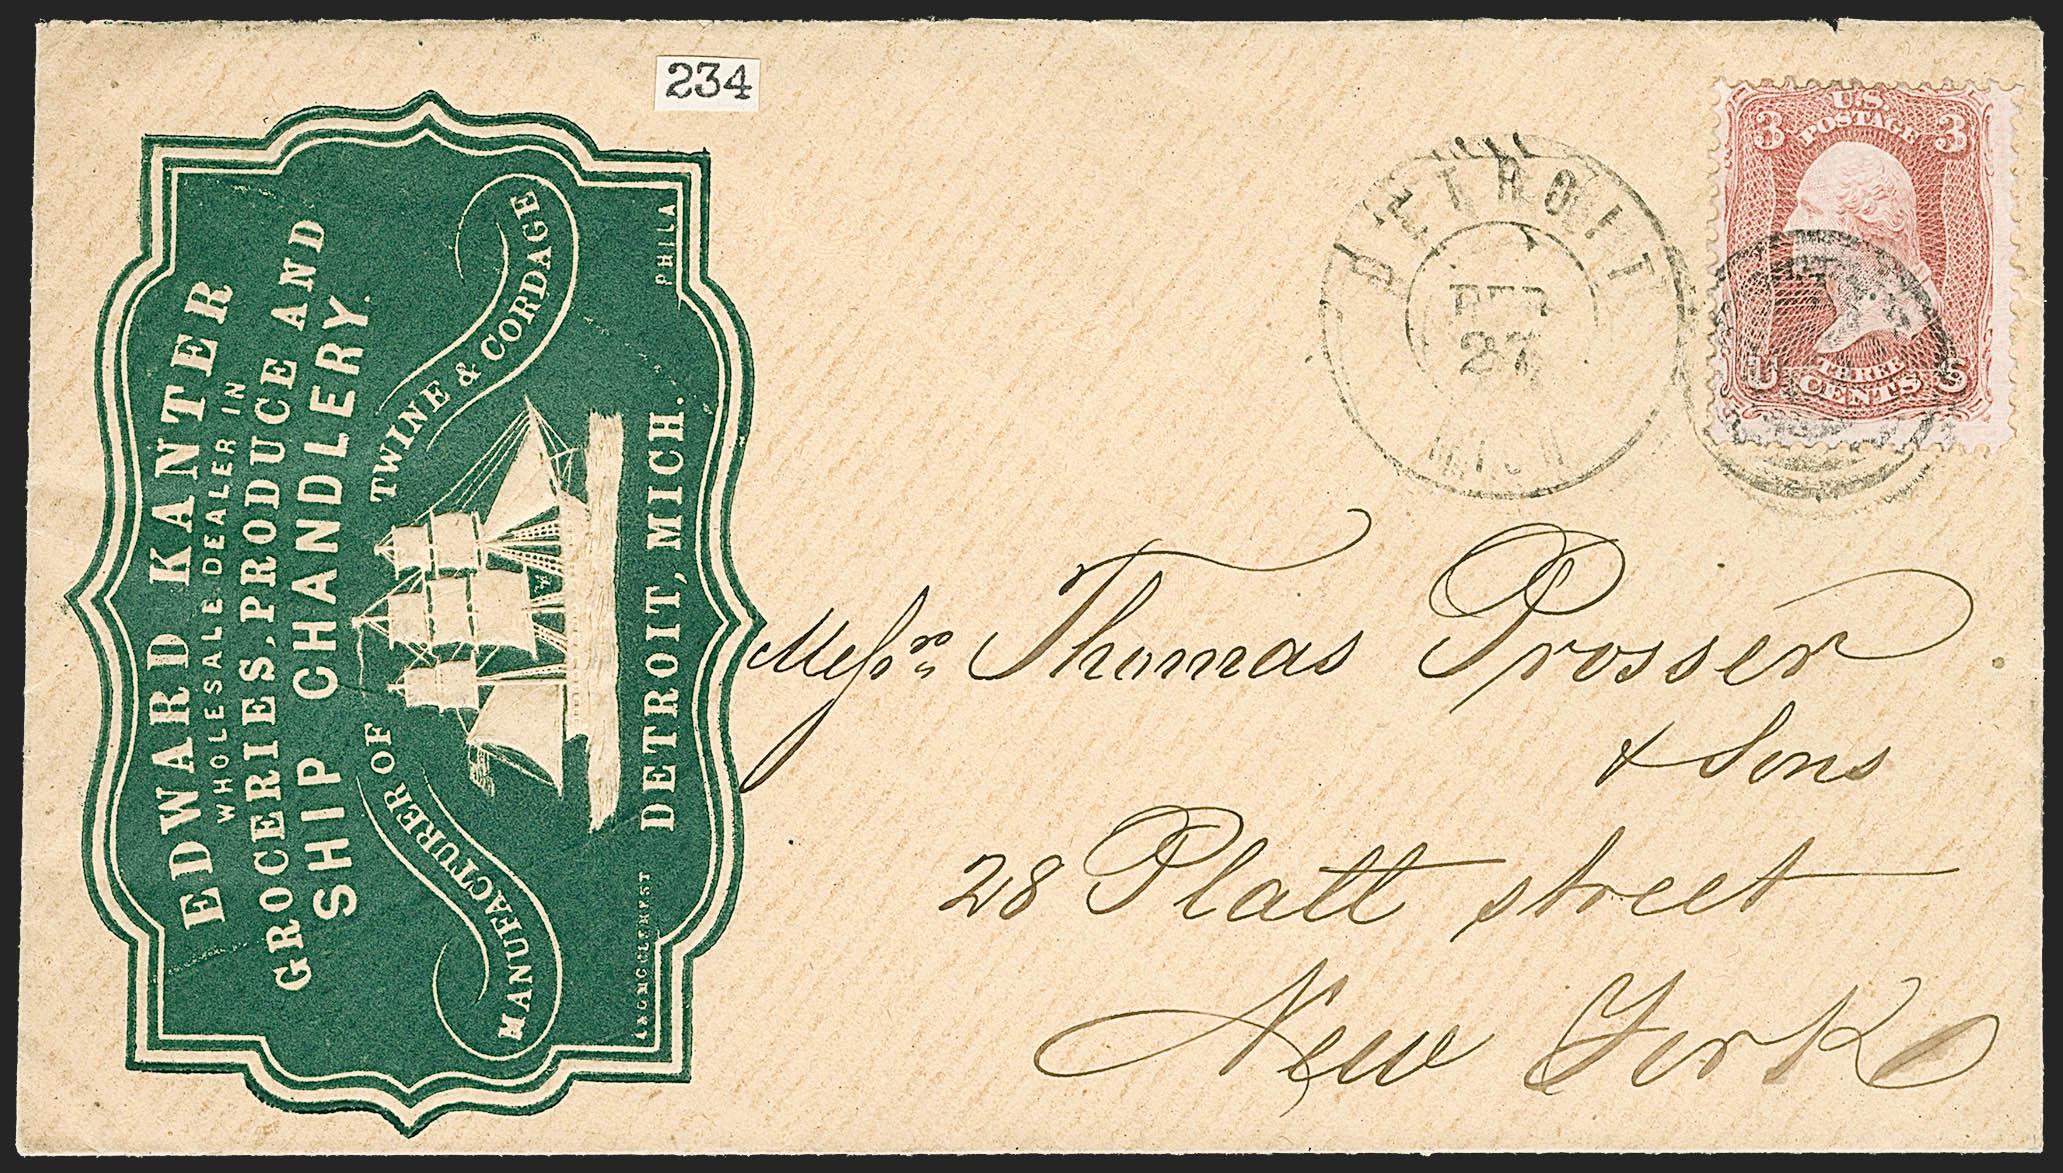 234
EDWARD KANTER
WHOLESALE DEALER IN
GROCERIES, PRODUCE AND
SHIP CHANDLERY.
MANUFACTURER OF
TWINE & CORDAGE
DETROIT, MICH.
PHILA
DETROIT
FEB
27
MICH
U.S.
POSTAGE
3 3
THREE
CENTS
U S
Messrs Thomas Prosser
& Sons
28 Platt street
New York